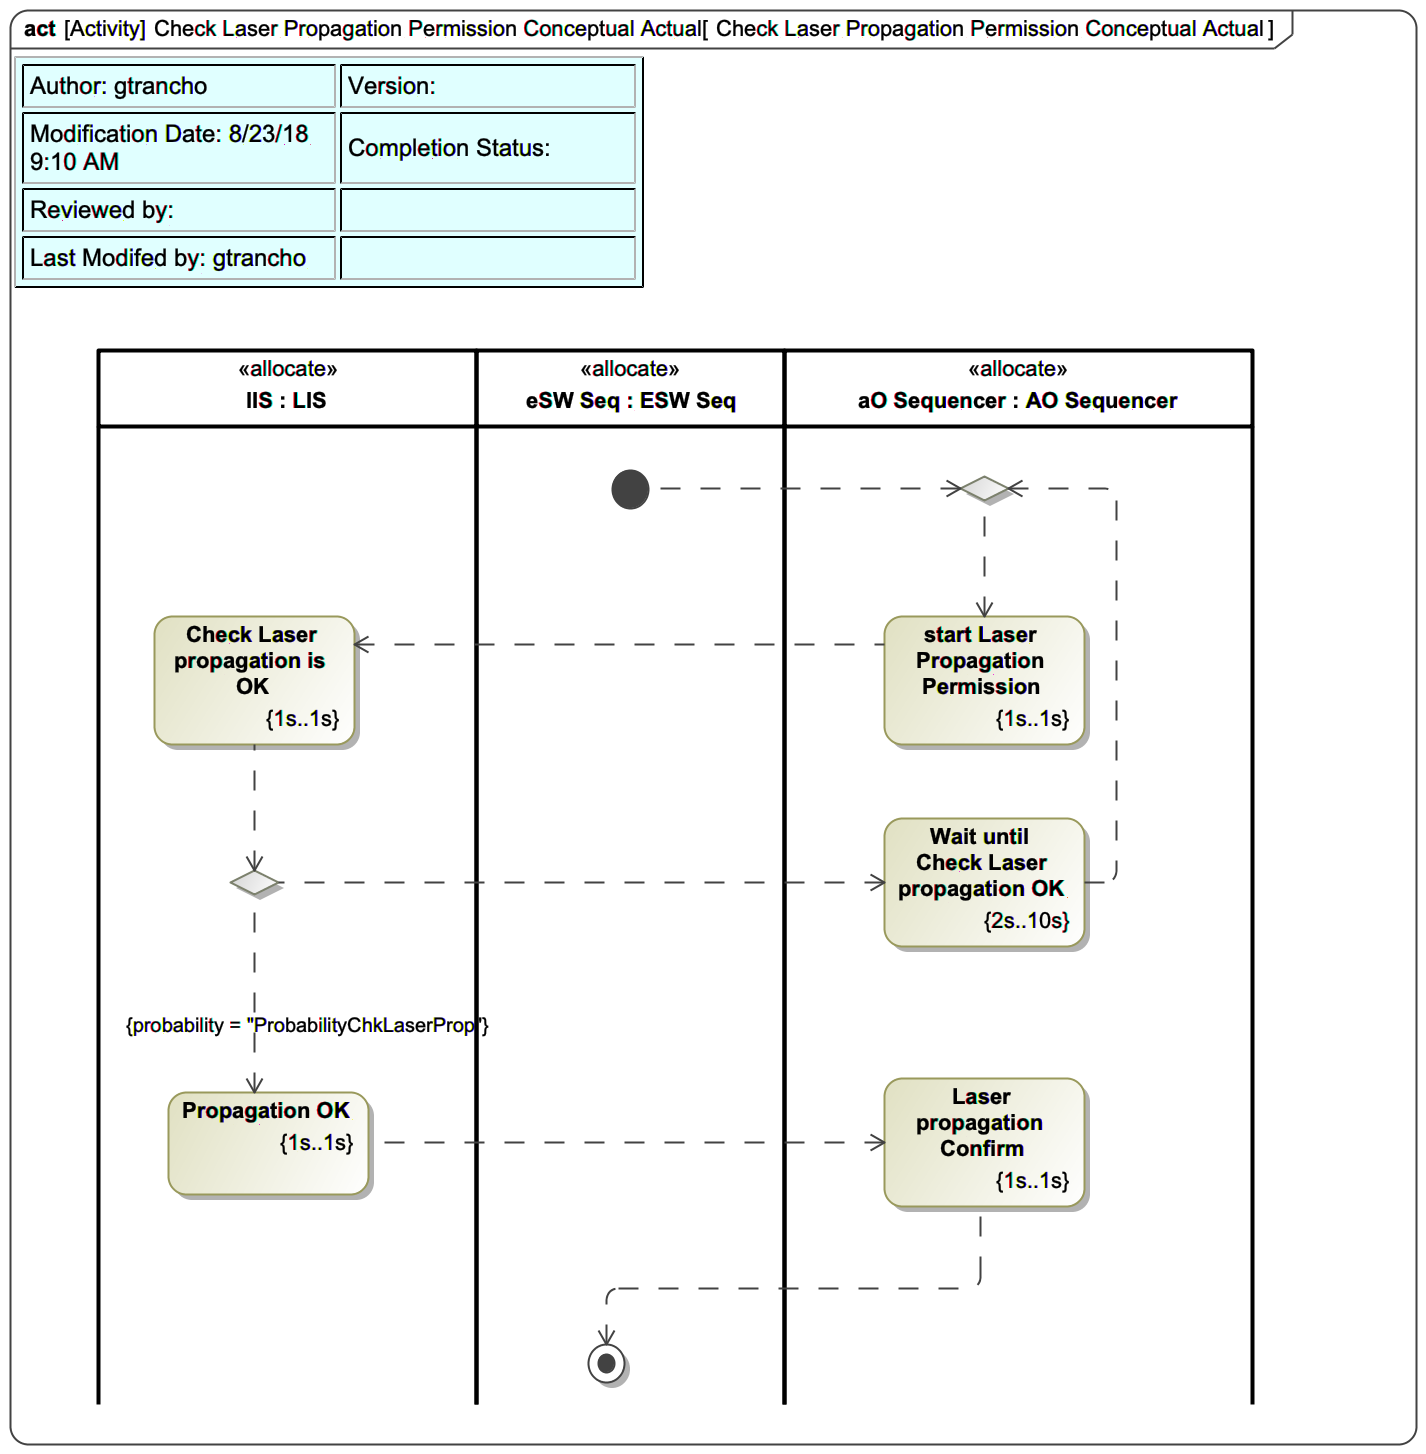 act [Activity] Check Laser Propagation Permission Conceptual Actual[ Check Laser Propagation Permission Conceptual Actual ]
Author: gtrancho
Version:
Modification Date: 8/23/18
9:10 AM
Completion Status:
Reviewed by:
Last Modifed by: gtrancho
«allocate»
lIS : LIS
«allocate»
eSW Seq : ESW Seq
«allocate»
aO Sequencer : AO Sequencer
Check Laser
propagation is
OK
{1s..1s}
start Laser
Propagation
Permission
{1s..1s}
Wait until
Check Laser
propagation OK
{2s..10s}
{probability = "ProbabilityChkLaserProp"}
Propagation OK
{1s..1s}
Laser
propagation
Confirm
{1s..1s}